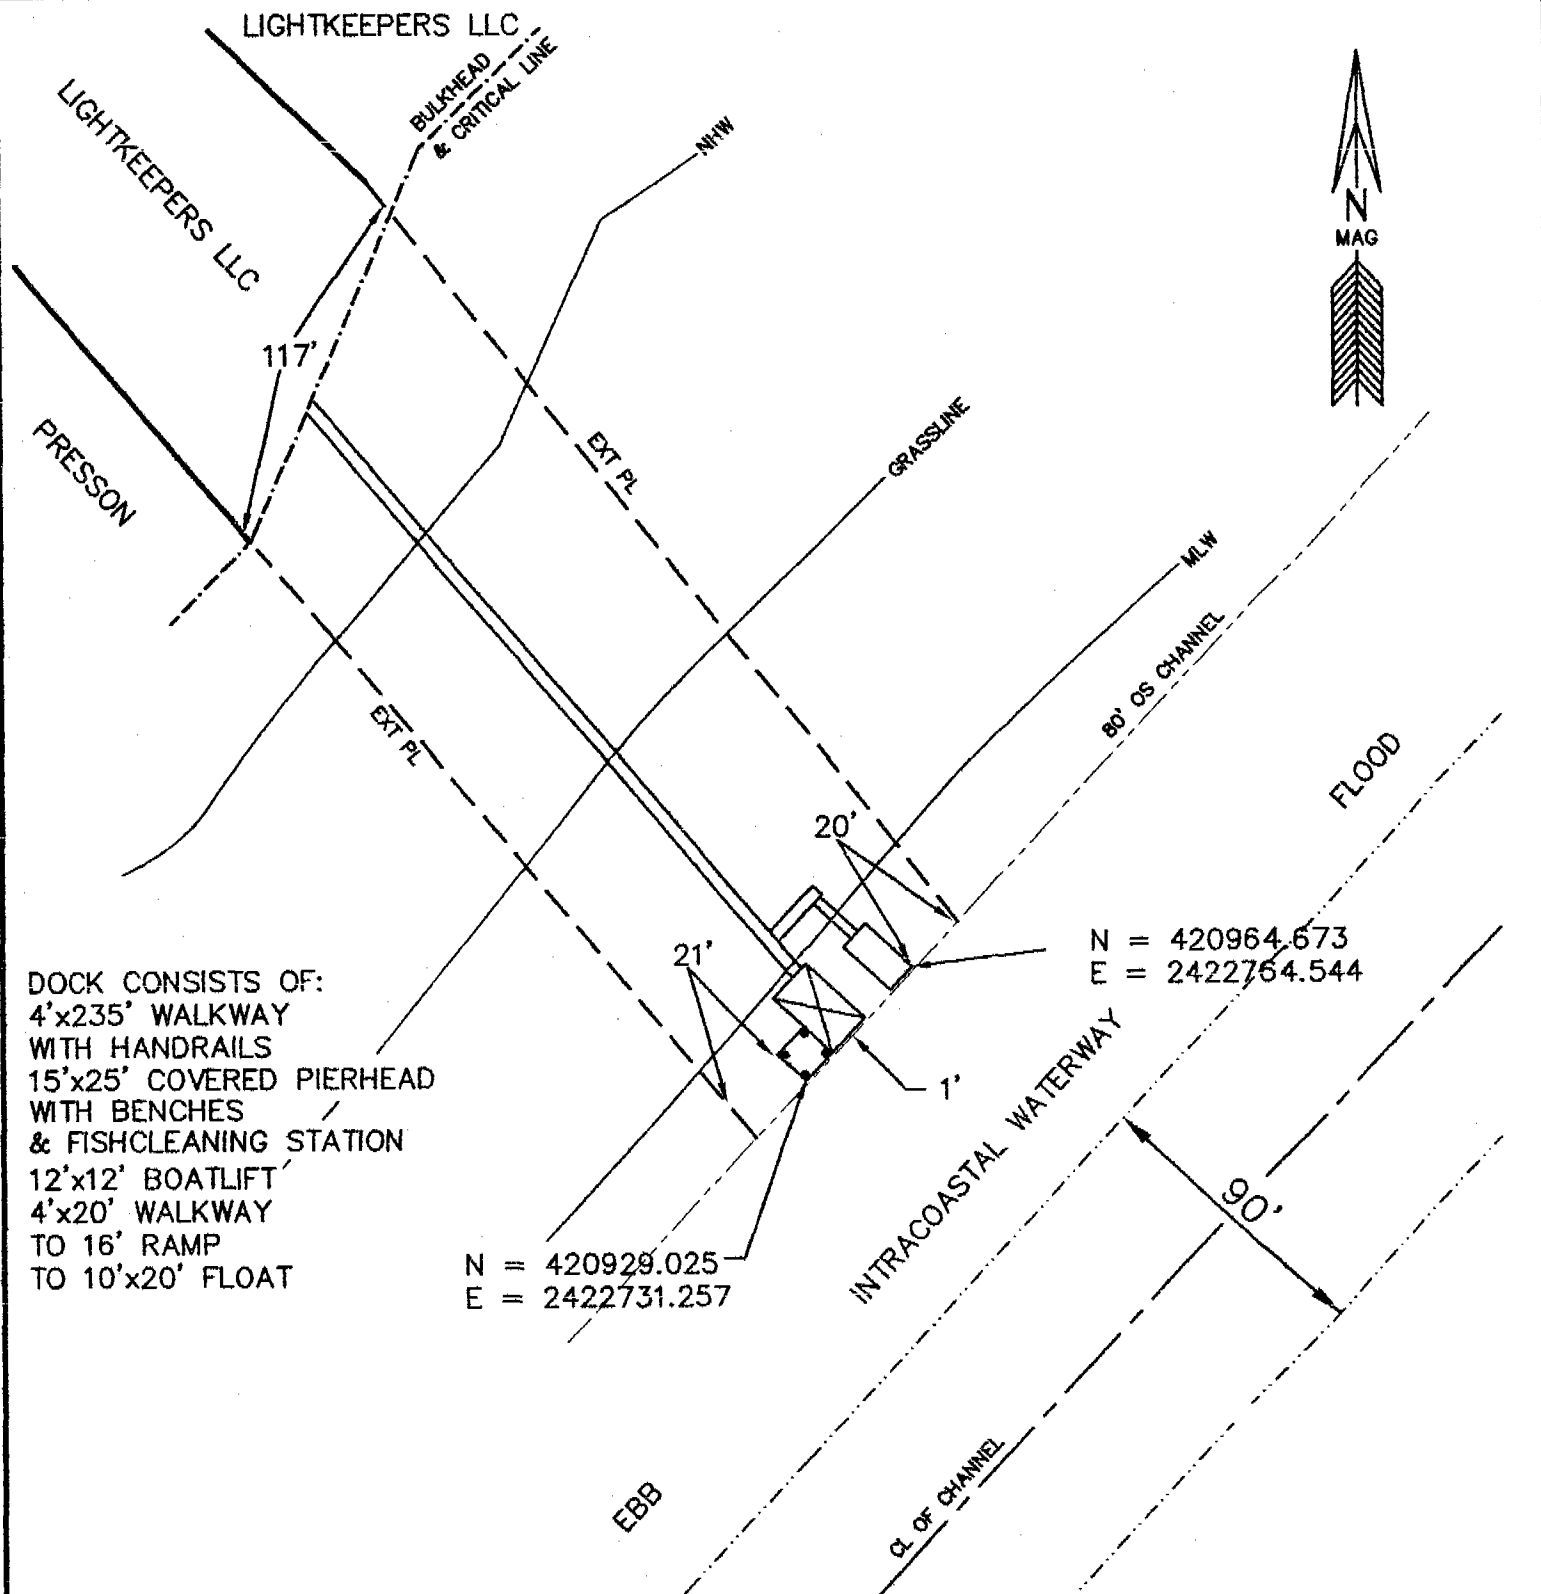 LIGHTKEEPERS LLC
BULKHEAD
& CRITICAL LINE
LIGHTKEEPERS LLC
NHW
N
MAG
117'
PRESSON
EXT PL
GRASSLINE
MLW
80' OS CHANNEL
EXT PL
FLOOD
20'
21'
N = 420964.673
E = 2422764.544
DOCK CONSISTS OF:
4'x235' WALKWAY
WITH HANDRAILS
15'x25' COVERED PIERHEAD
WITH BENCHES
& FISHCLEANING STATION
12'x12' BOATLIFT
4'x20' WALKWAY
TO 16' RAMP
TO 10'x20' FLOAT
1'
INTRACOASTAL WATERWAY
90'
N = 420929.025
E = 2422731.257
EBB
CL OF CHANNEL